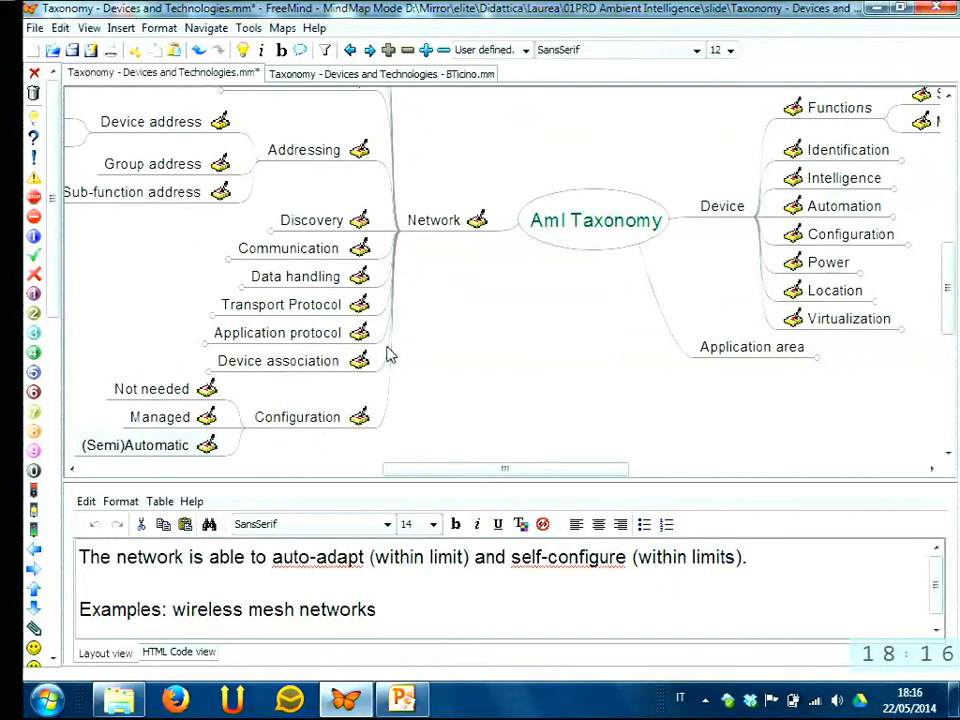 Taxonomy - Devices and Technologies.mm* - FreeMind - MindMap Mode D:\Mirror\elite\Didattica\Laurea\01PRD Ambient Intelligence\slide\Taxonomy - Devices and ...
File Edit View Insert Format Navigate Tools Maps Help
User defined. SansSerif 12
Taxonomy - Devices and Technologies.mm* Taxonomy - Devices and Technologies - BTicino.mm
Device address
Group address
Sub-function address
Addressing
Discovery
Communication
Data handling
Transport Protocol
Application protocol
Device association
Not needed
Managed
(Semi)Automatic
Configuration
Network
AmI Taxonomy
Device
Functions
Identification
Intelligence
Automation
Configuration
Power
Location
Virtualization
Application area
Edit Format Table Help
SansSerif 14
The network is able to auto-adapt (within limit) and self-configure (within limits).
Examples: wireless mesh networks
Layout view HTML Code view
18:16
IT
18:16
22/05/2014